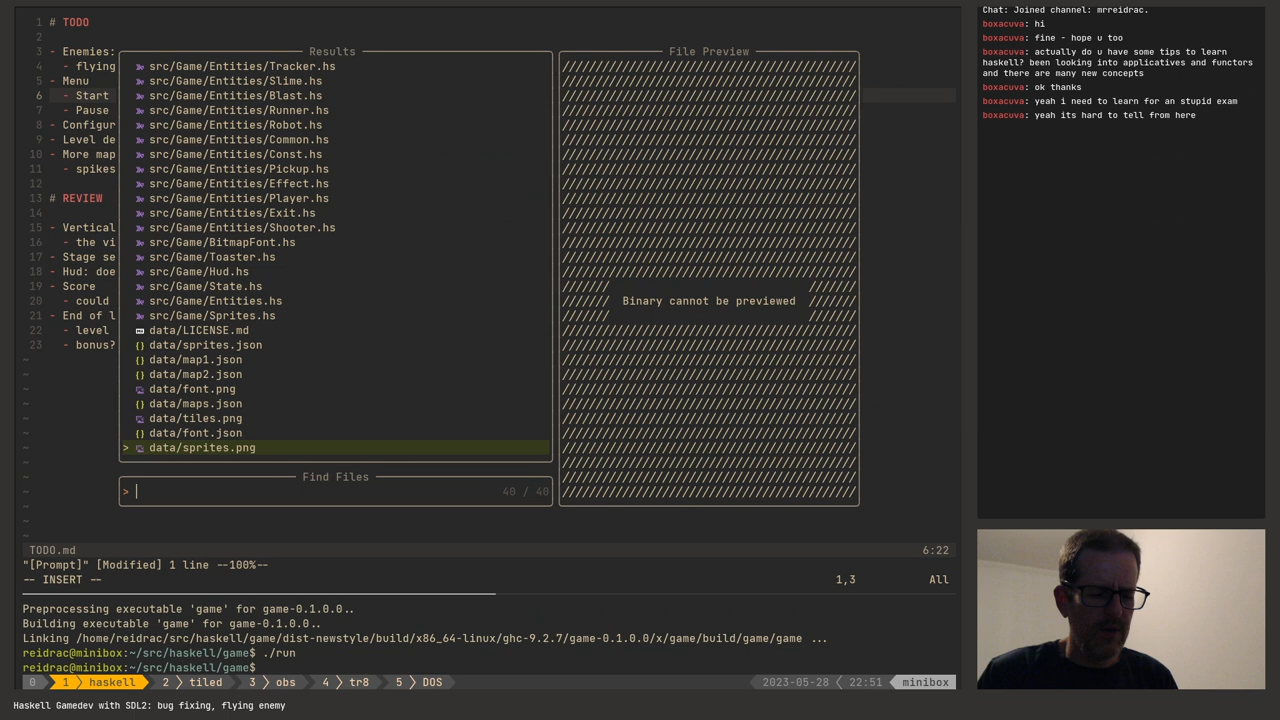 1 # TODO
2
3 - Enemies:
4 - flying
5 - Menu
6 - Start
7 - Pause
8 - Configur
9 - Level de
10 - More map
11 - spikes
12
13 # REVIEW
14
15 - Vertical
16 - the vi
17 - Stage se
18 - Hud: doe
19 - Score
20 - could
21 - End of l
22 - level
23 - bonus?
Results
src/Game/Entities/Tracker.hs
src/Game/Entities/Slime.hs
src/Game/Entities/Blast.hs
src/Game/Entities/Runner.hs
src/Game/Entities/Robot.hs
src/Game/Entities/Common.hs
src/Game/Entities/Const.hs
src/Game/Entities/Pickup.hs
src/Game/Entities/Effect.hs
src/Game/Entities/Player.hs
src/Game/Entities/Exit.hs
src/Game/Entities/Shooter.hs
src/Game/BitmapFont.hs
src/Game/Toaster.hs
src/Game/Hud.hs
src/Game/State.hs
src/Game/Entities.hs
src/Game/Sprites.hs
data/LICENSE.md
data/sprites.json
data/map1.json
data/map2.json
data/font.png
data/maps.json
data/tiles.png
data/font.json
> data/sprites.png
Find Files
> 40 / 40
File Preview
Binary cannot be previewed
TODO.md 6:22
"[Prompt]" [Modified] 1 line --100%--
-- INSERT -- 1,3 All
Preprocessing executable 'game' for game-0.1.0.0..
Building executable 'game' for game-0.1.0.0..
Linking /home/reidrac/src/haskell/game/dist-newstyle/build/x86_64-linux/ghc-9.2.7/game-0.1.0.0/x/game/build/game/game ...
reidrac@minibox:~/src/haskell/game$ ./run
reidrac@minibox:~/src/haskell/game$
0 1 haskell 2 tiled 3 obs 4 tr8 5 DOS 2023-05-28 22:51 minibox
Haskell Gamedev with SDL2: bug fixing, flying enemy
Chat: Joined channel: mrreidrac.
boxacuva: hi
boxacuva: fine - hope u too
boxacuva: actually do u have some tips to learn
haskell? been looking into applicatives and functors
and there are many new concepts
boxacuva: ok thanks
boxacuva: yeah i need to learn for an stupid exam
boxacuva: yeah its hard to tell from here